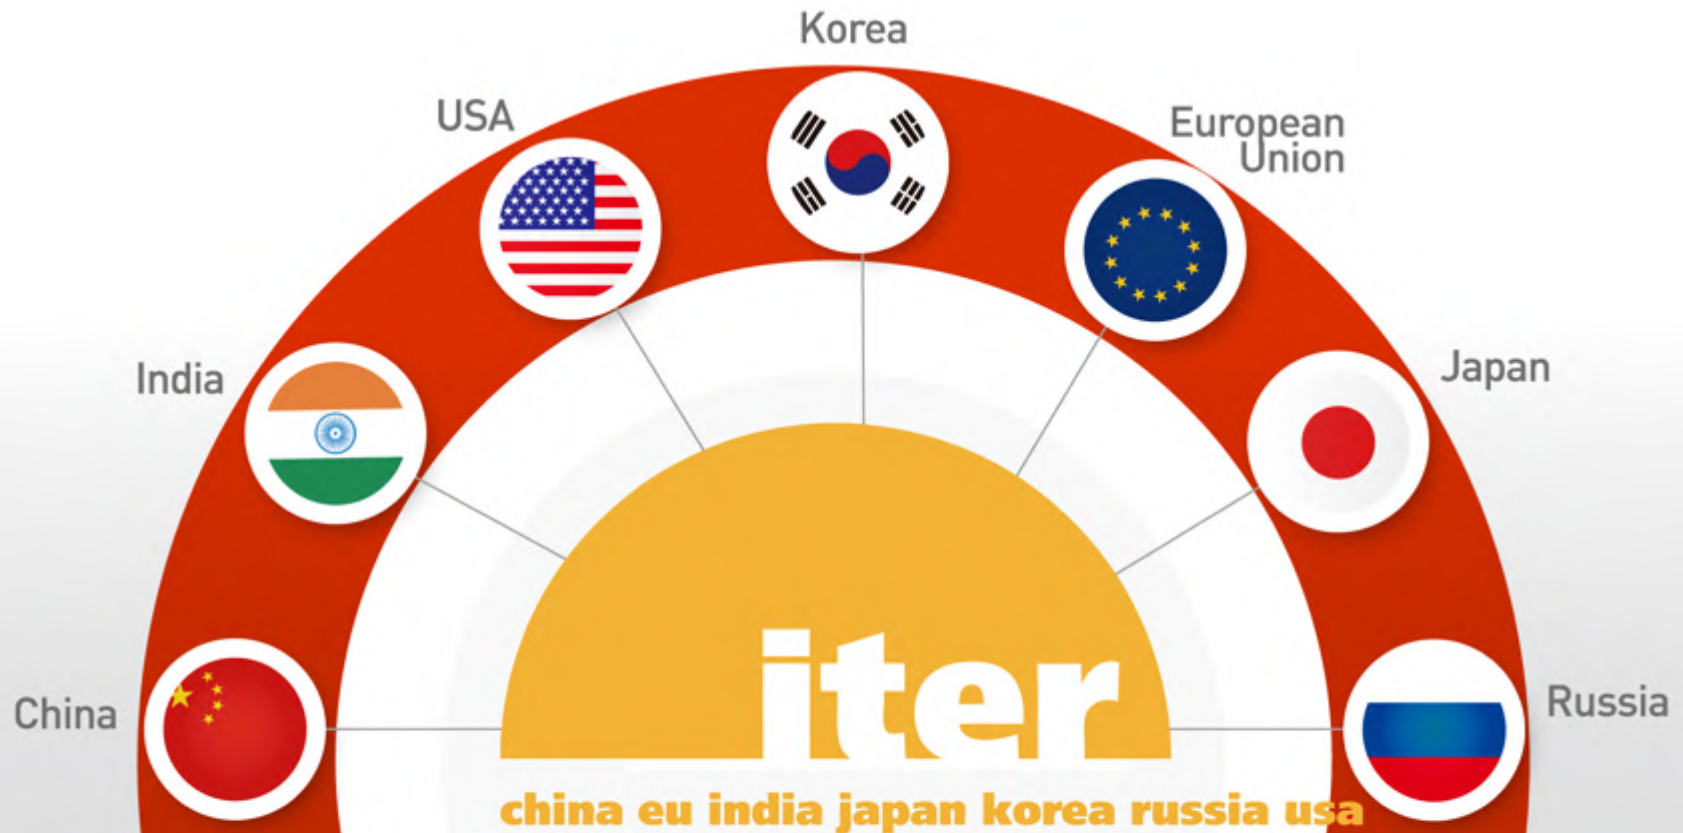 Korea
USA
European
Union
India
Japan
China
Russia
iter
china eu india japan korea russia usa